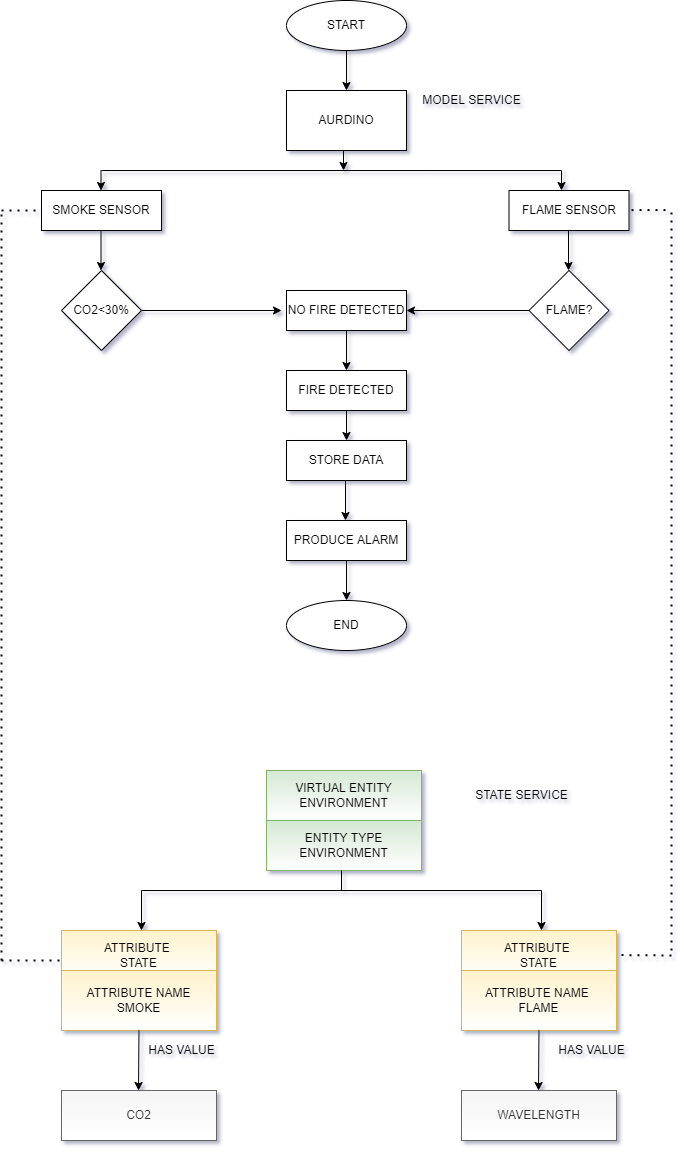 START
AURDINO
MODEL SERVICE
SMOKE SENSOR
FLAME SENSOR
CO2<30%
NO FIRE DETECTED
FLAME?
FIRE DETECTED
STORE DATA
PRODUCE ALARM
END
VIRTUAL ENTITY
ENVIRONMENT
STATE SERVICE
ENTITY TYPE
ENVIRONMENT
ATTRIBUTE
STATE
ATTRIBUTE NAME
SMOKE
ATTRIBUTE
STATE
ATTRIBUTE NAME
FLAME
HAS VALUE
HAS VALUE
CO2
WAVELENGTH